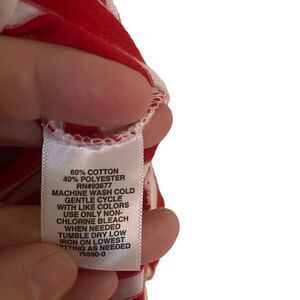 60% COTTON
40% POLYESTER
RN#93677
MACHINE WASH COLD
GENTLE CYCLE
WITH LIKE COLORS
USE ONLY NON-
CHLORINE BLEACH
WHEN NEEDED
TUMBLE DRY LOW
IRON ON LOWEST
SETTING AS NEEDED
76590-0